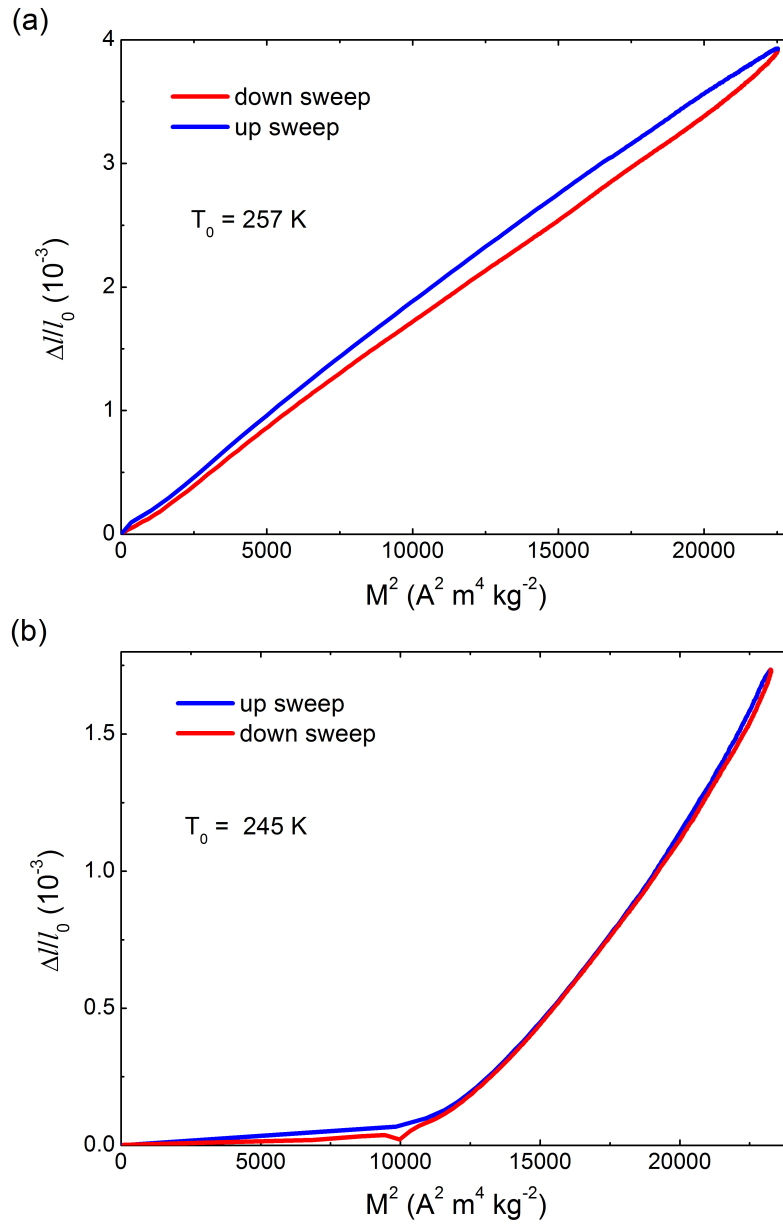 (a)
4
3
2
1
0
Δl/l₀ (10⁻³)
down sweep
up sweep
T₀ = 257 K
0 5000 10000 15000 20000
M² (A² m⁴ kg⁻²)
(b)
1.5
1.0
0.5
0.0
Δl/l₀ (10⁻³)
up sweep
down sweep
T₀ = 245 K
0 5000 10000 15000 20000
M² (A² m⁴ kg⁻²)